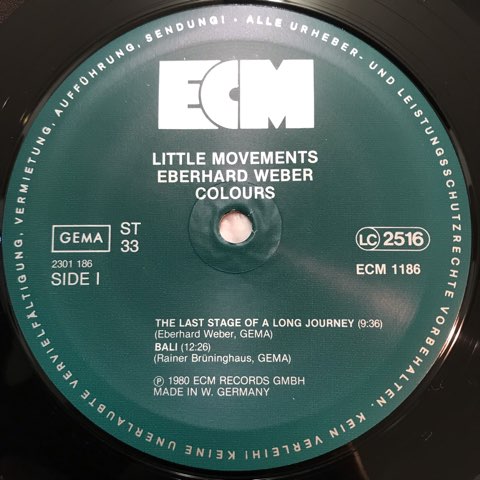 ECM
LITTLE MOVEMENTS
EBERHARD WEBER
COLOURS
GEMA
ST
33
LC 2516
2301 186
SIDE I
ECM 1186
THE LAST STAGE OF A LONG JOURNEY (9:36)
(Eberhard Weber, GEMA)
BALI (12:26)
(Rainer Brüninghaus, GEMA)
Ⓟ 1980 ECM RECORDS GMBH
MADE IN W. GERMANY
ALLE URHEBER- UND LEISTUNGSSCHUTZRECHTE VORBEHALTEN. KEIN VERLEIH! KEINE UNERLAUBTE VERVIELFÄLTIGUNG, VERMIETUNG, AUFFÜHRUNG, SENDUNG! ·